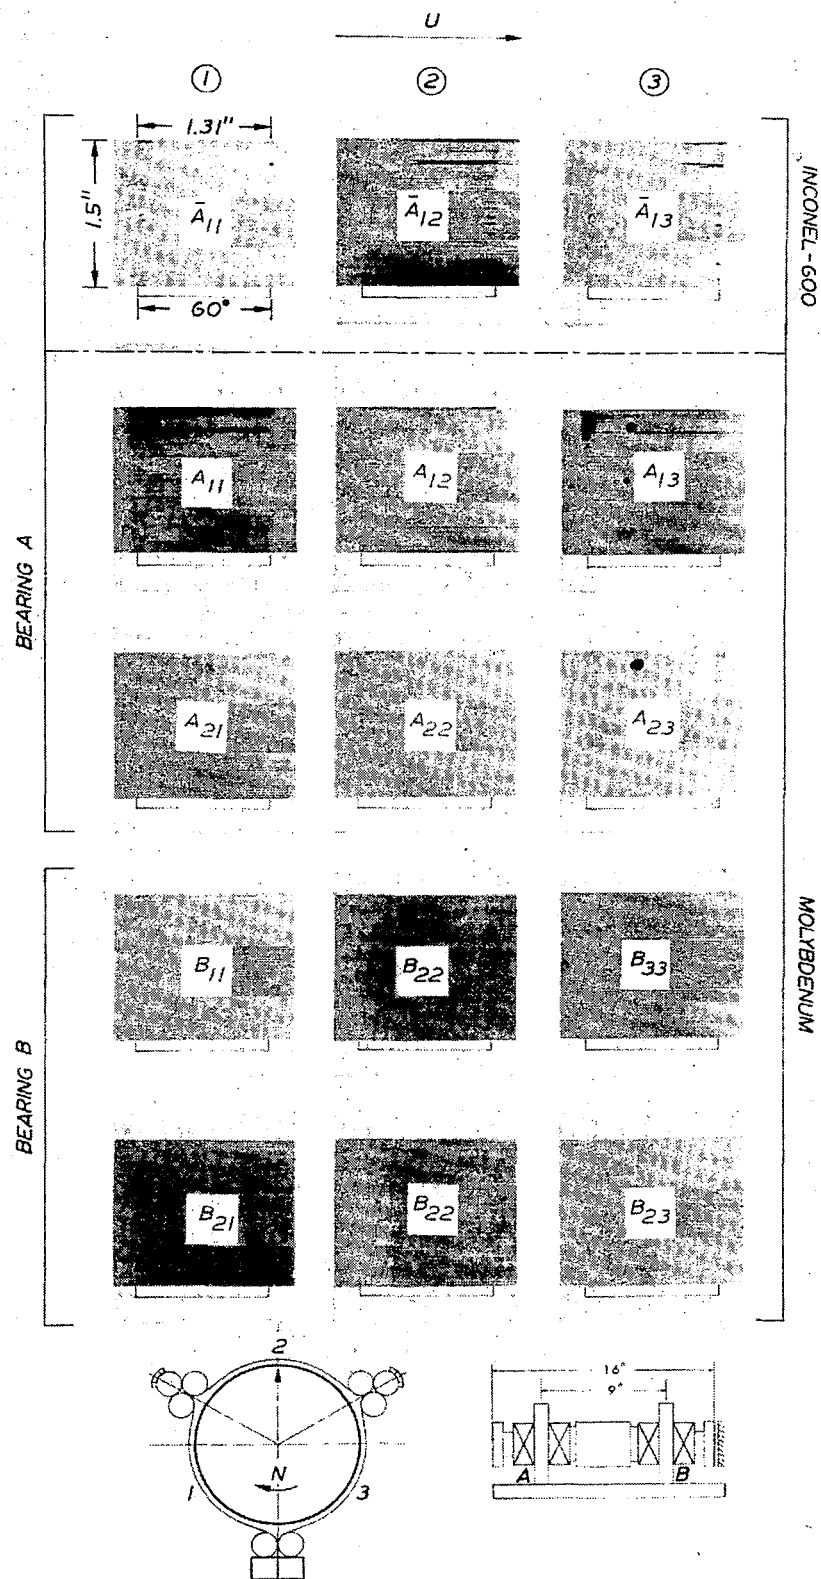 U
① ② ③
1.31"
1.5"
Ā11 Ā12 Ā13
60°
INCONEL-600
A11 A12 A13
BEARING A
A21 A22 A23
B11 B22 B33
MOLYBDENUM
BEARING B
B21 B22 B23
2
16"
9"
N
1 3
A B